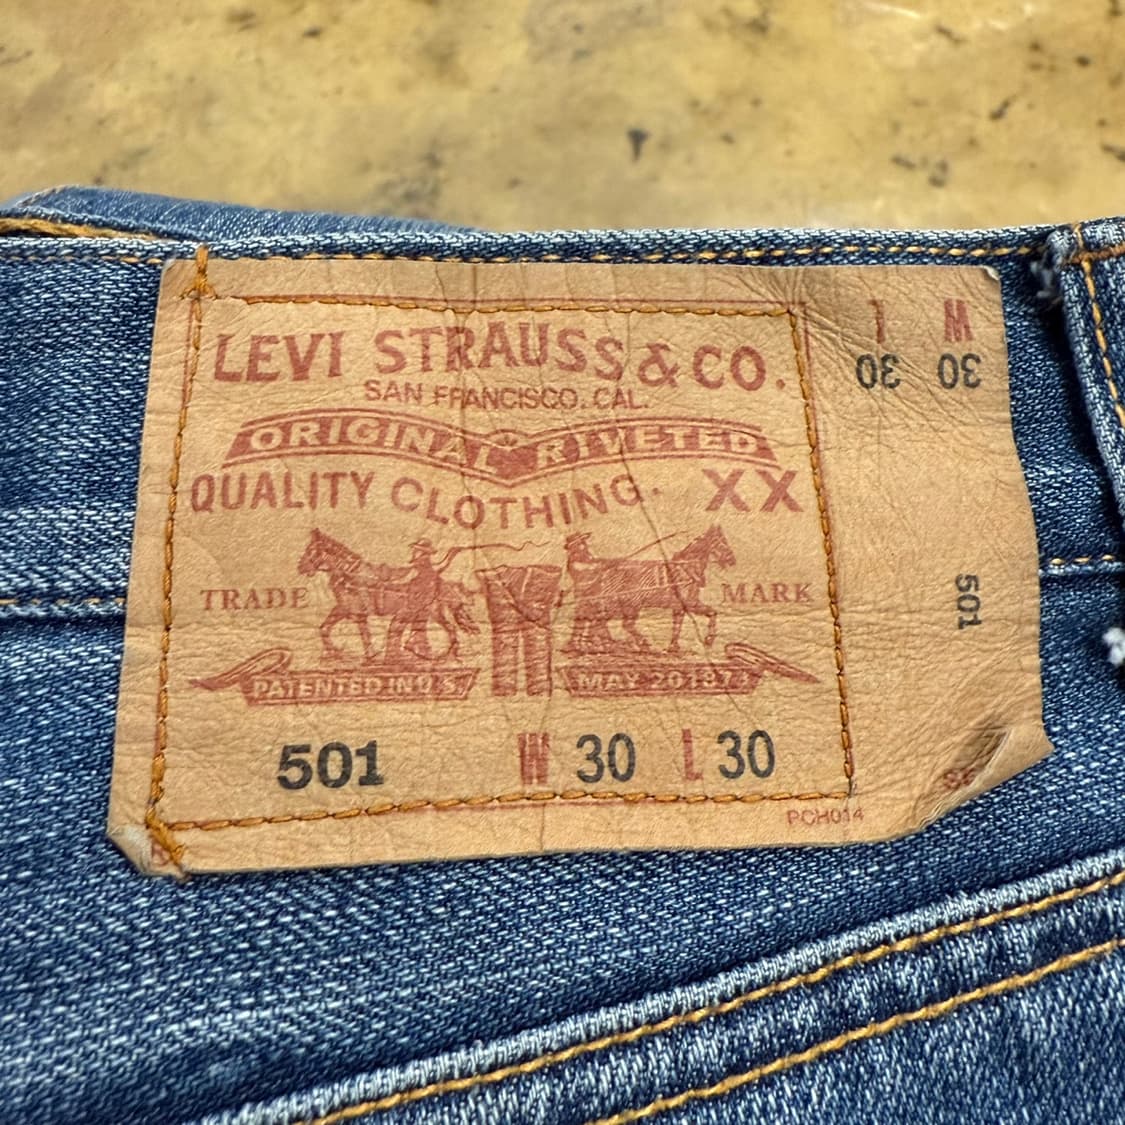 LEVI STRAUSS & CO.
SAN FRANCISCO. CAL.
ORIGINAL RIVETED
QUALITY CLOTHING. XX
TRADE MARK
PATENTED IN U.S. MAY 20 1873
501 W 30 L 30
PCH014
W L
30 30
501